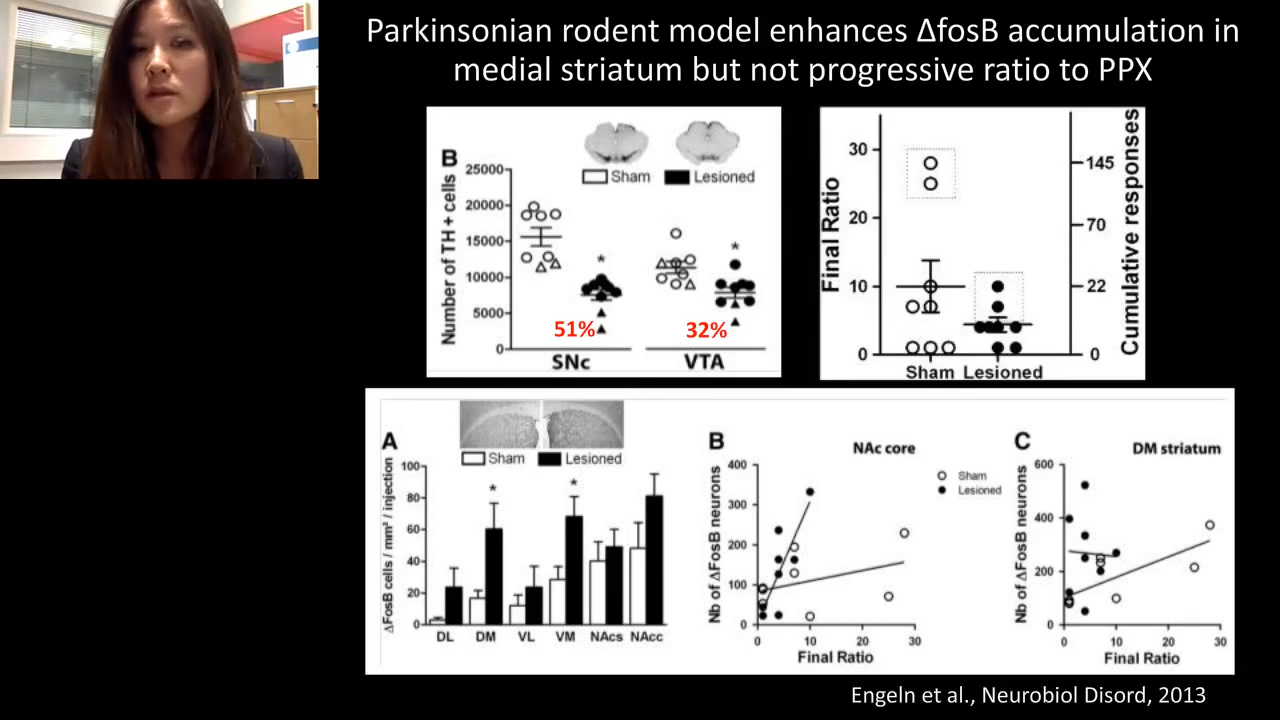 Parkinsonian rodent model enhances ΔfosB accumulation in
medial striatum but not progressive ratio to PPX
B
Number of TH + cells
25000
20000
15000
10000
5000
0
Sham Lesioned
*
*
51%
32%
SNc VTA
Final Ratio
30
20
10
0
Cumulative responses
145
70
22
0
Sham Lesioned
A
ΔFosB cells / mm² / injection
100
80
60
40
20
0
Sham Lesioned
*
*
DL DM VL VM NAcs NAcc
B
NAc core
Nb of ΔFosB neurons
400
300
200
100
0
0 10 20 30
Final Ratio
Sham
Lesioned
C
DM striatum
Nb of ΔFosB neurons
600
400
200
0
0 10 20 30
Final Ratio
Engeln et al., Neurobiol Disord, 2013